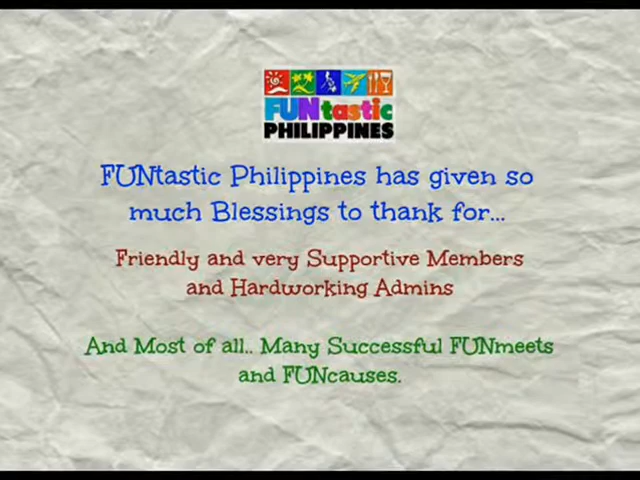 FUNtastic
PHILIPPINES
FUNtastic Philippines has given so
much Blessings to thank for...
Friendly and very Supportive Members
and Hardworking Admins
And Most of all.. Many Successful FUNmeets
and FUNcauses.